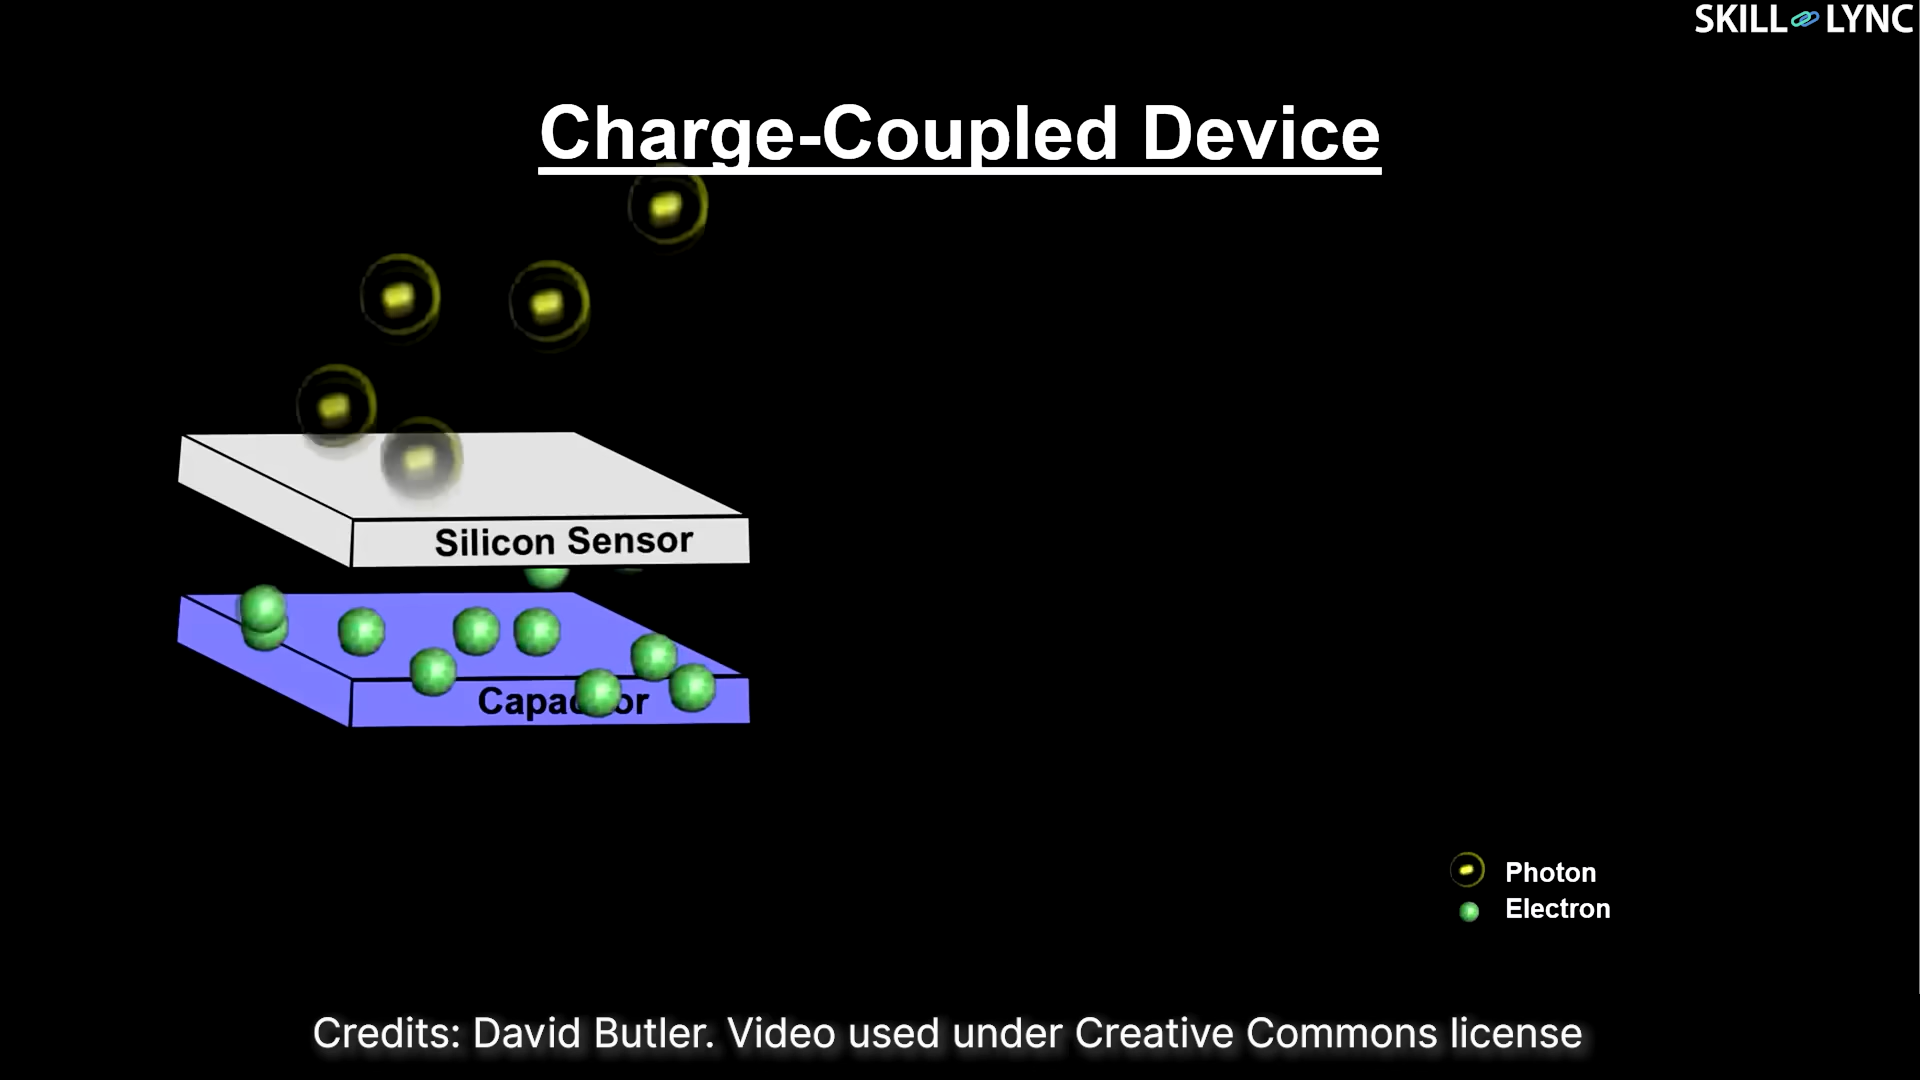 SKILL LYNC
Charge-Coupled Device
Silicon Sensor
Photon
Electron
Credits: David Butler. Video used under Creative Commons license